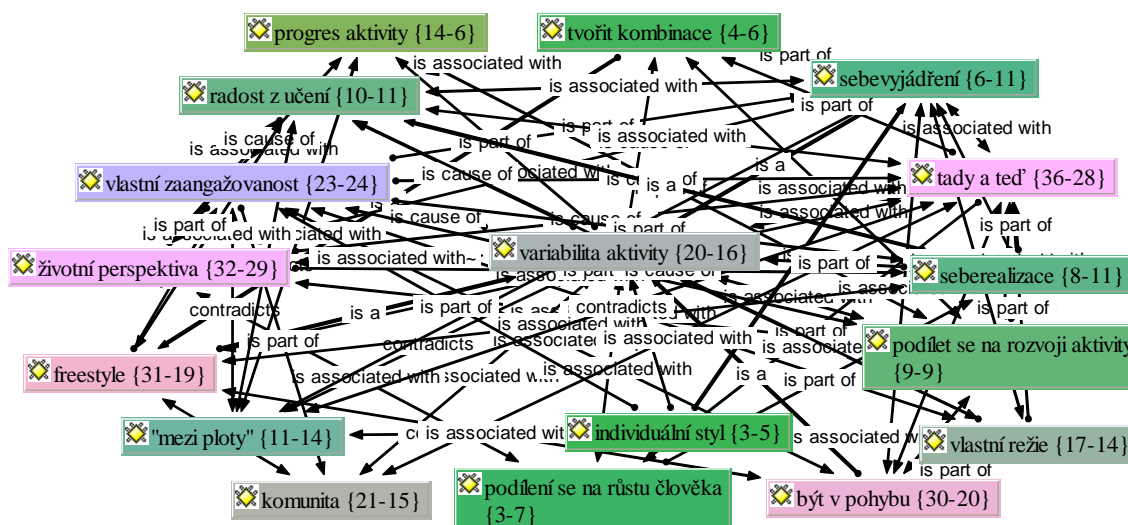 progres aktivity {14-6}
tvořit kombinace {4-6}
is part of
is associated with
sebevyjádření {6-11}
radost z učení {10-11}
is associated with
is part of
is cause of
is part of
is associated with
is associated with
is associated with
is part of
is a
vlastní zaangažovanost {23-24}
is cause of
is a
tady a teď {36-28}
is cause of
is cause of
is associated with
is part of
variabilita aktivity {20-16}
životní perspektiva {32-29}
is associated with~
is part of
seberealizace {8-11}
contradicts
is a
is part of
contradicts
is associated with
is part of
is associated with
contradicts
podílet se na rozvoji aktivity
{9-9}
is part of
freestyle {31-19}
is associated with
is a
is part of
"mezi ploty" {11-14}
is associated with
individuální styl {3-5}
vlastní režie {17-14}
is part of
komunita {21-15}
podílení se na růstu člověka
{3-7}
být v pohybu {30-20}